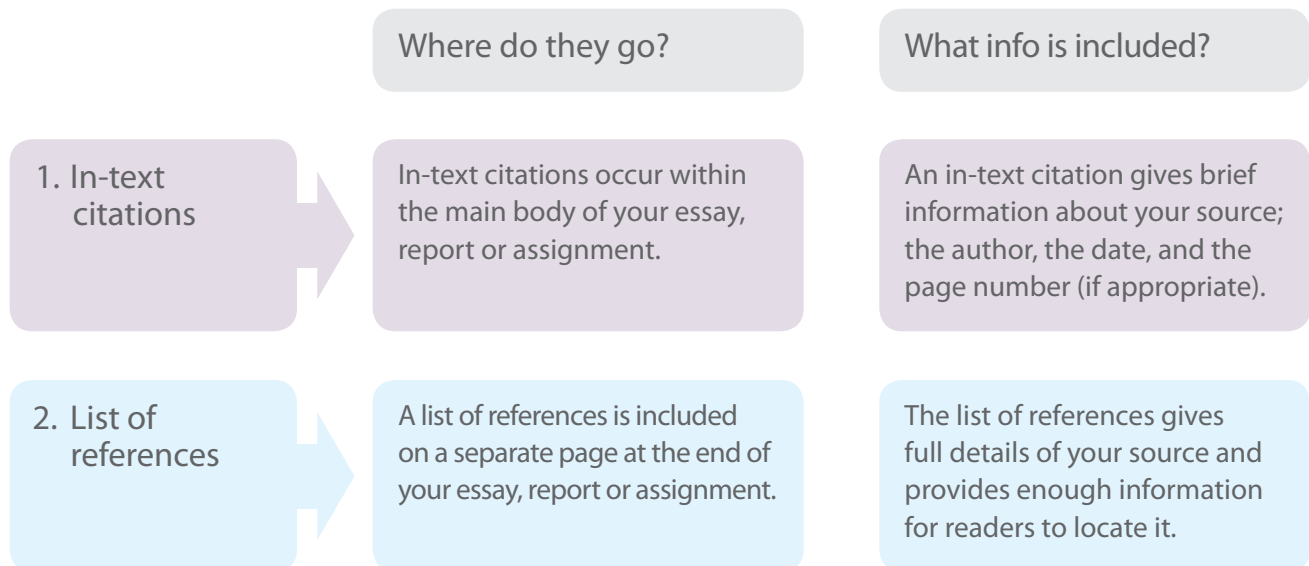 Where do they go?
What info is included?
1. In-text
citations
In-text citations occur within
the main body of your essay,
report or assignment.
An in-text citation gives brief
information about your source;
the author, the date, and the
page number (if appropriate).
2. List of
references
A list of references is included
on a separate page at the end of
your essay, report or assignment.
The list of references gives
full details of your source and
provides enough information
for readers to locate it.